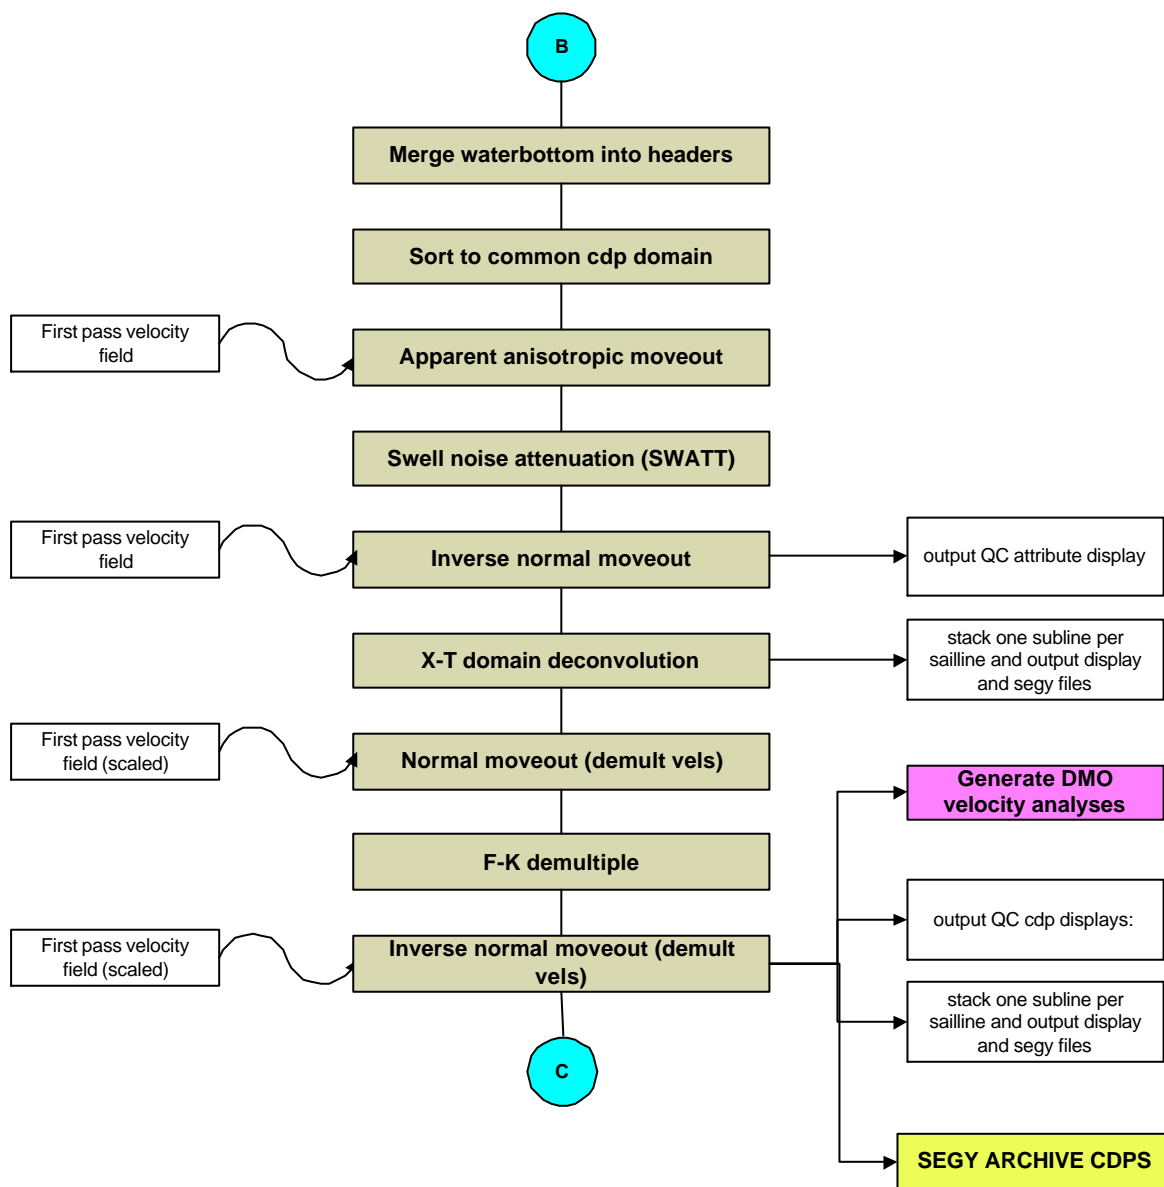 B
Merge waterbottom into headers
Sort to common cdp domain
First pass velocity
field
Apparent anisotropic moveout
Swell noise attenuation (SWATT)
First pass velocity
field
Inverse normal moveout
output QC attribute display
X-T domain deconvolution
stack one subline per
sailline and output display
and segy files
First pass velocity
field (scaled)
Normal moveout (demult vels)
Generate DMO
velocity analyses
F-K demultiple
output QC cdp displays:
First pass velocity
field (scaled)
Inverse normal moveout (demult
vels)
stack one subline per
sailline and output display
and segy files
C
SEGY ARCHIVE CDPS